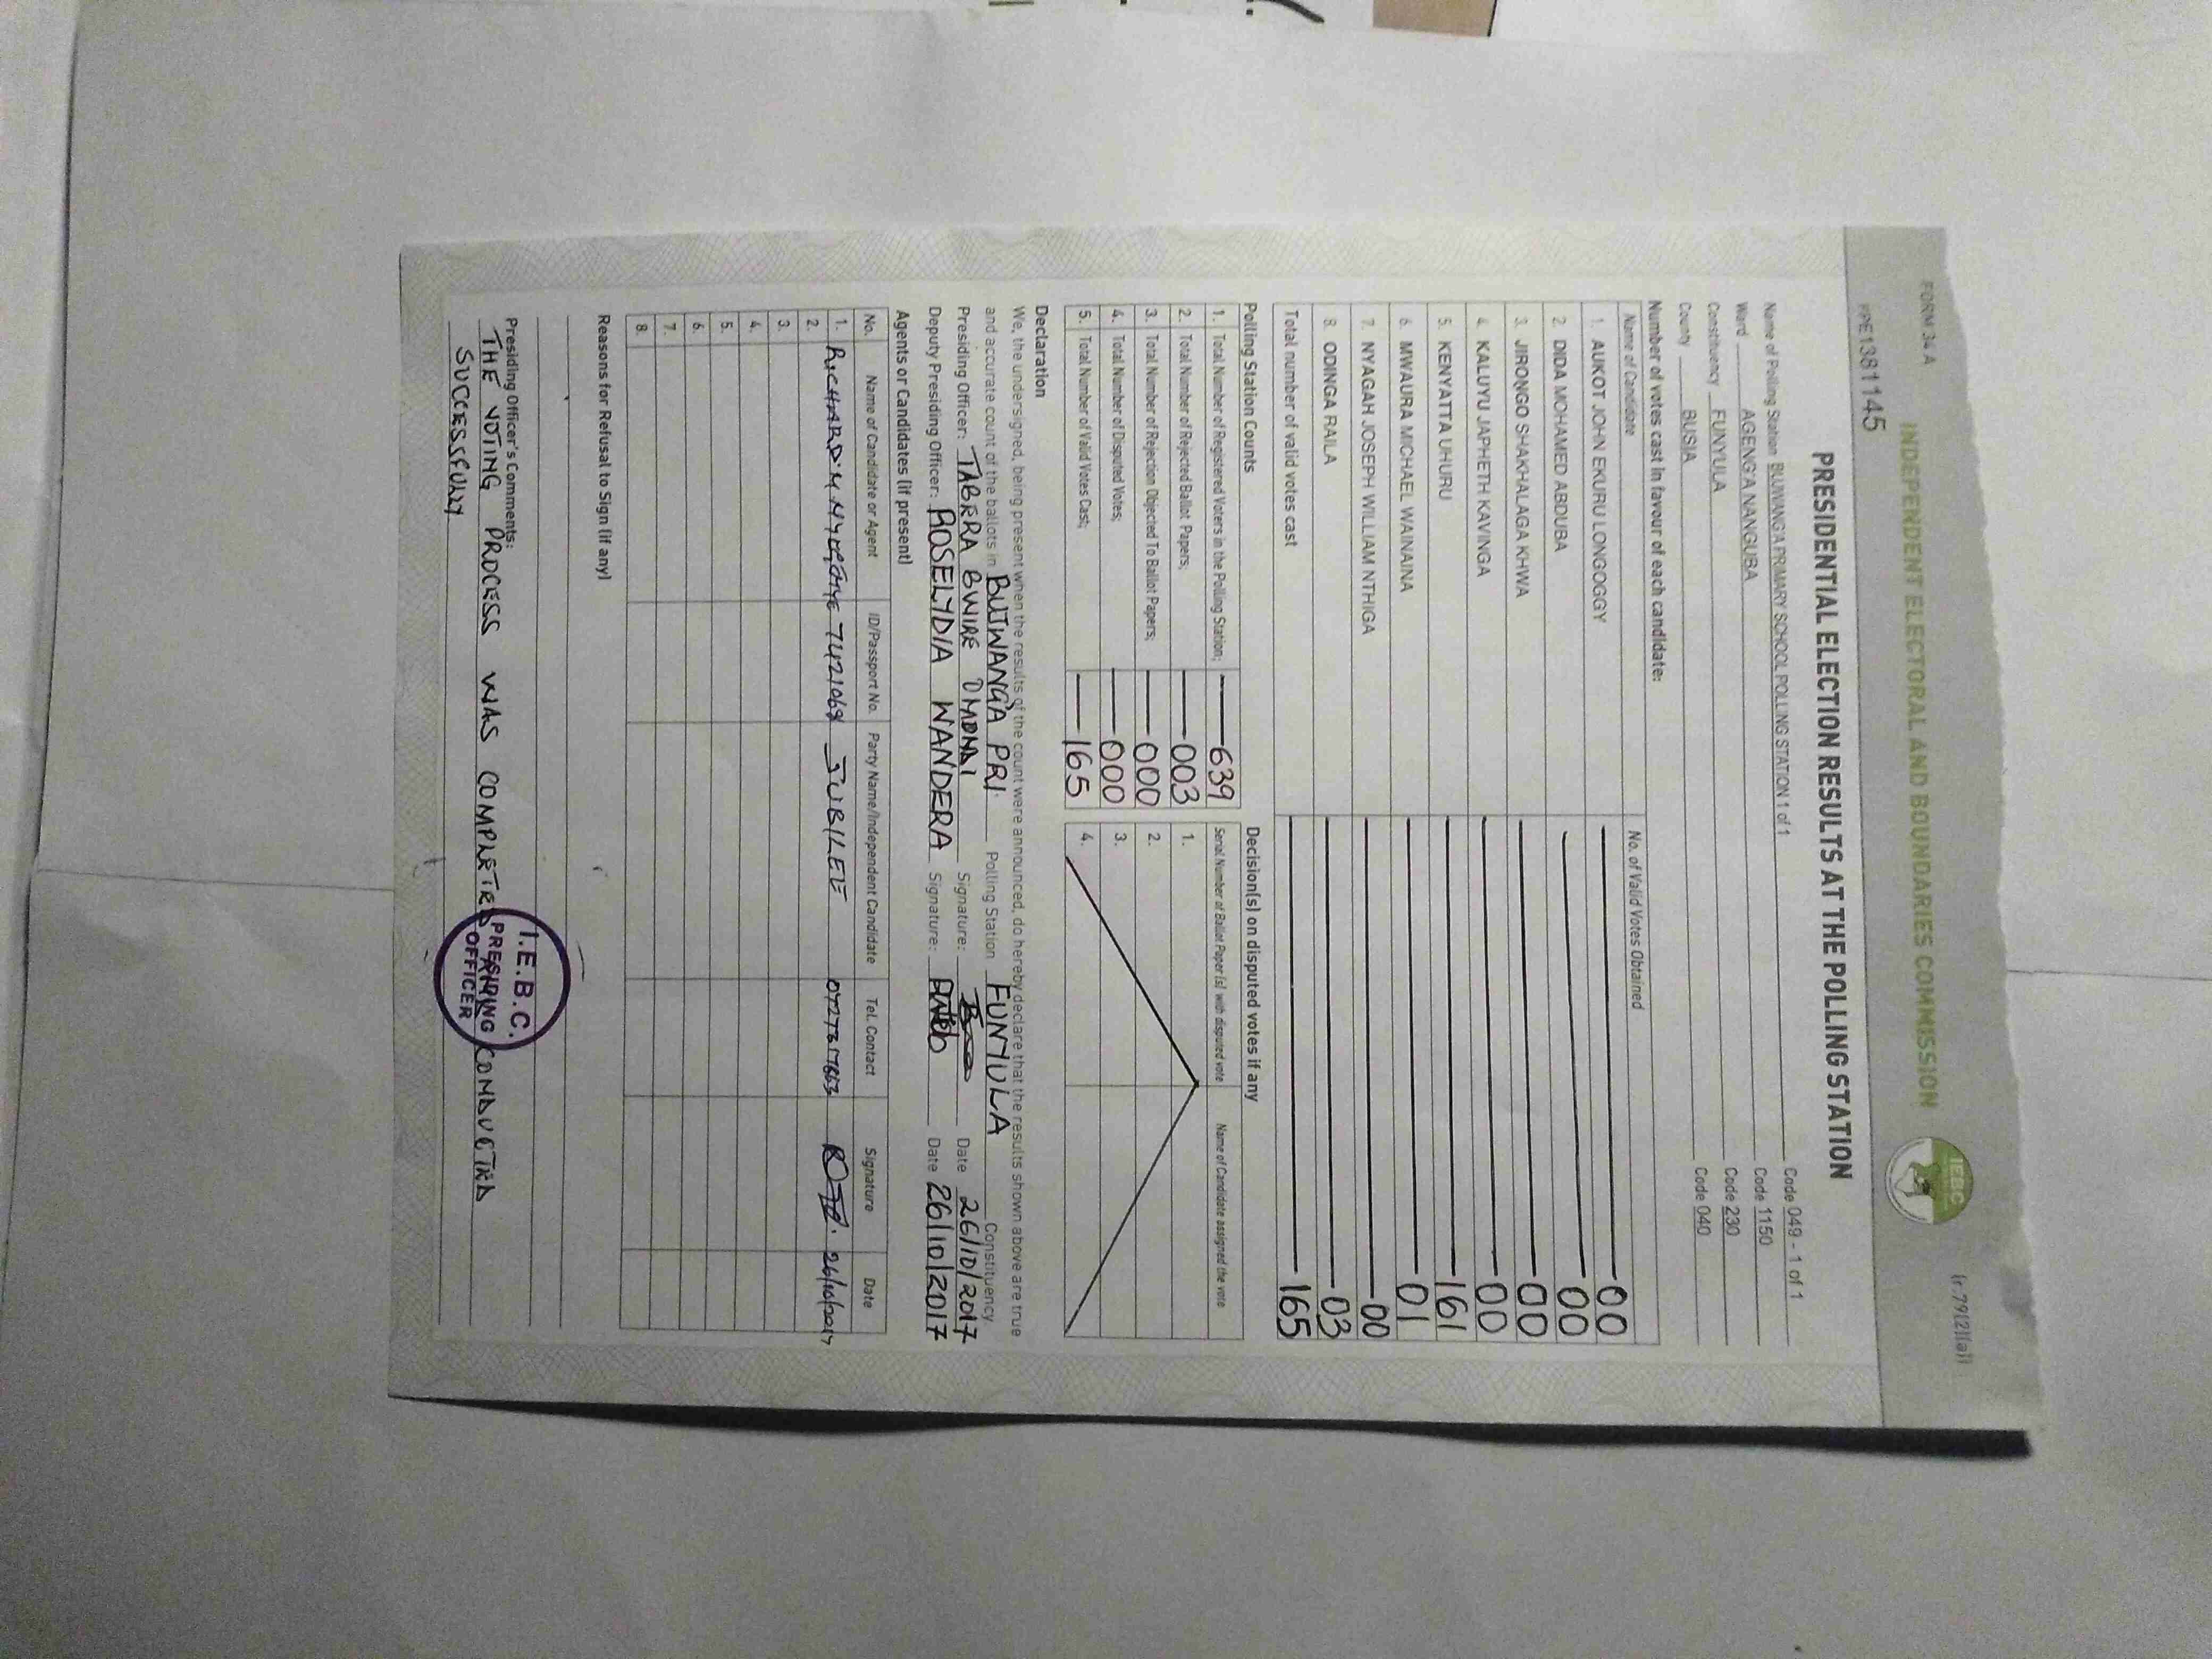 FORM 34 A
(r.79(2)(a))
INDEPENDENT ELECTORAL AND BOUNDARIES COMMISSION
IEBC
PPE1381145
PRESIDENTIAL ELECTION RESULTS AT THE POLLING STATION
Name of Polling Station BUJWANG'A PRIMARY SCHOOL POLLING STATION 1 of 1 Code 049 - 1 of 1
Ward AGENG'A NANGUBA Code 1150
Constituency FUNYULA Code 230
County BUSIA Code 040
Number of votes cast in favour of each candidate:
Name of Candidate No. of Valid Votes Obtained
1. AUKOT JOHN EKURU LONGOGGY 00
2. DIDA MOHAMED ABDUBA 00
3. JIRONGO SHAKHALAGA KHWA 00
4. KALUYU JAPHETH KAVINGA 00
5. KENYATTA UHURU 161
6. MWAURA MICHAEL WAINAINA 01
7. NYAGAH JOSEPH WILLIAM NTHIGA 00
8. ODINGA RAILA 03
Total number of valid votes cast 165
Polling Station Counts Decision(s) on disputed votes if any
1. Total Number of Registered Voters in the Polling Station; 639 Serial Number of Ballot Paper(s) with disputed vote Name of Candidate assigned the vote
2. Total Number of Rejected Ballot Papers; 003 1.
3. Total Number of Rejection Objected To Ballot Papers; 000 2.
4. Total Number of Disputed Votes; 000 3.
5. Total Number of Valid Votes Cast; 165 4.
Declaration
We, the undersigned, being present when the results of the count were announced, do hereby declare that the results shown above are true
and accurate count of the ballots in BUJWANG'A PRI Polling Station FUNYULA Constituency
Presiding Officer: TABERA BWIRE Signature: Date 26/10/2017
Deputy Presiding Officer: ROSELYDIA WANDERA Signature: Date 26/10/2017
Agents or Candidates (if present)
No. Name of Candidate or Agent ID/Passport No. Party Name/Independent Candidate Tel. Contact Signature Date
1. RICHARD M. 7421069 JUBILEE 26/10/2017
2.
3.
4.
5.
6.
7.
8.
Reasons for Refusal to Sign (if any)
Presiding Officer's Comments:
THE VOTING PROCESS WAS COMPLETED CONDUCTED
SUCCESSFULLY
I.E.B.C.
PRESIDING
OFFICER